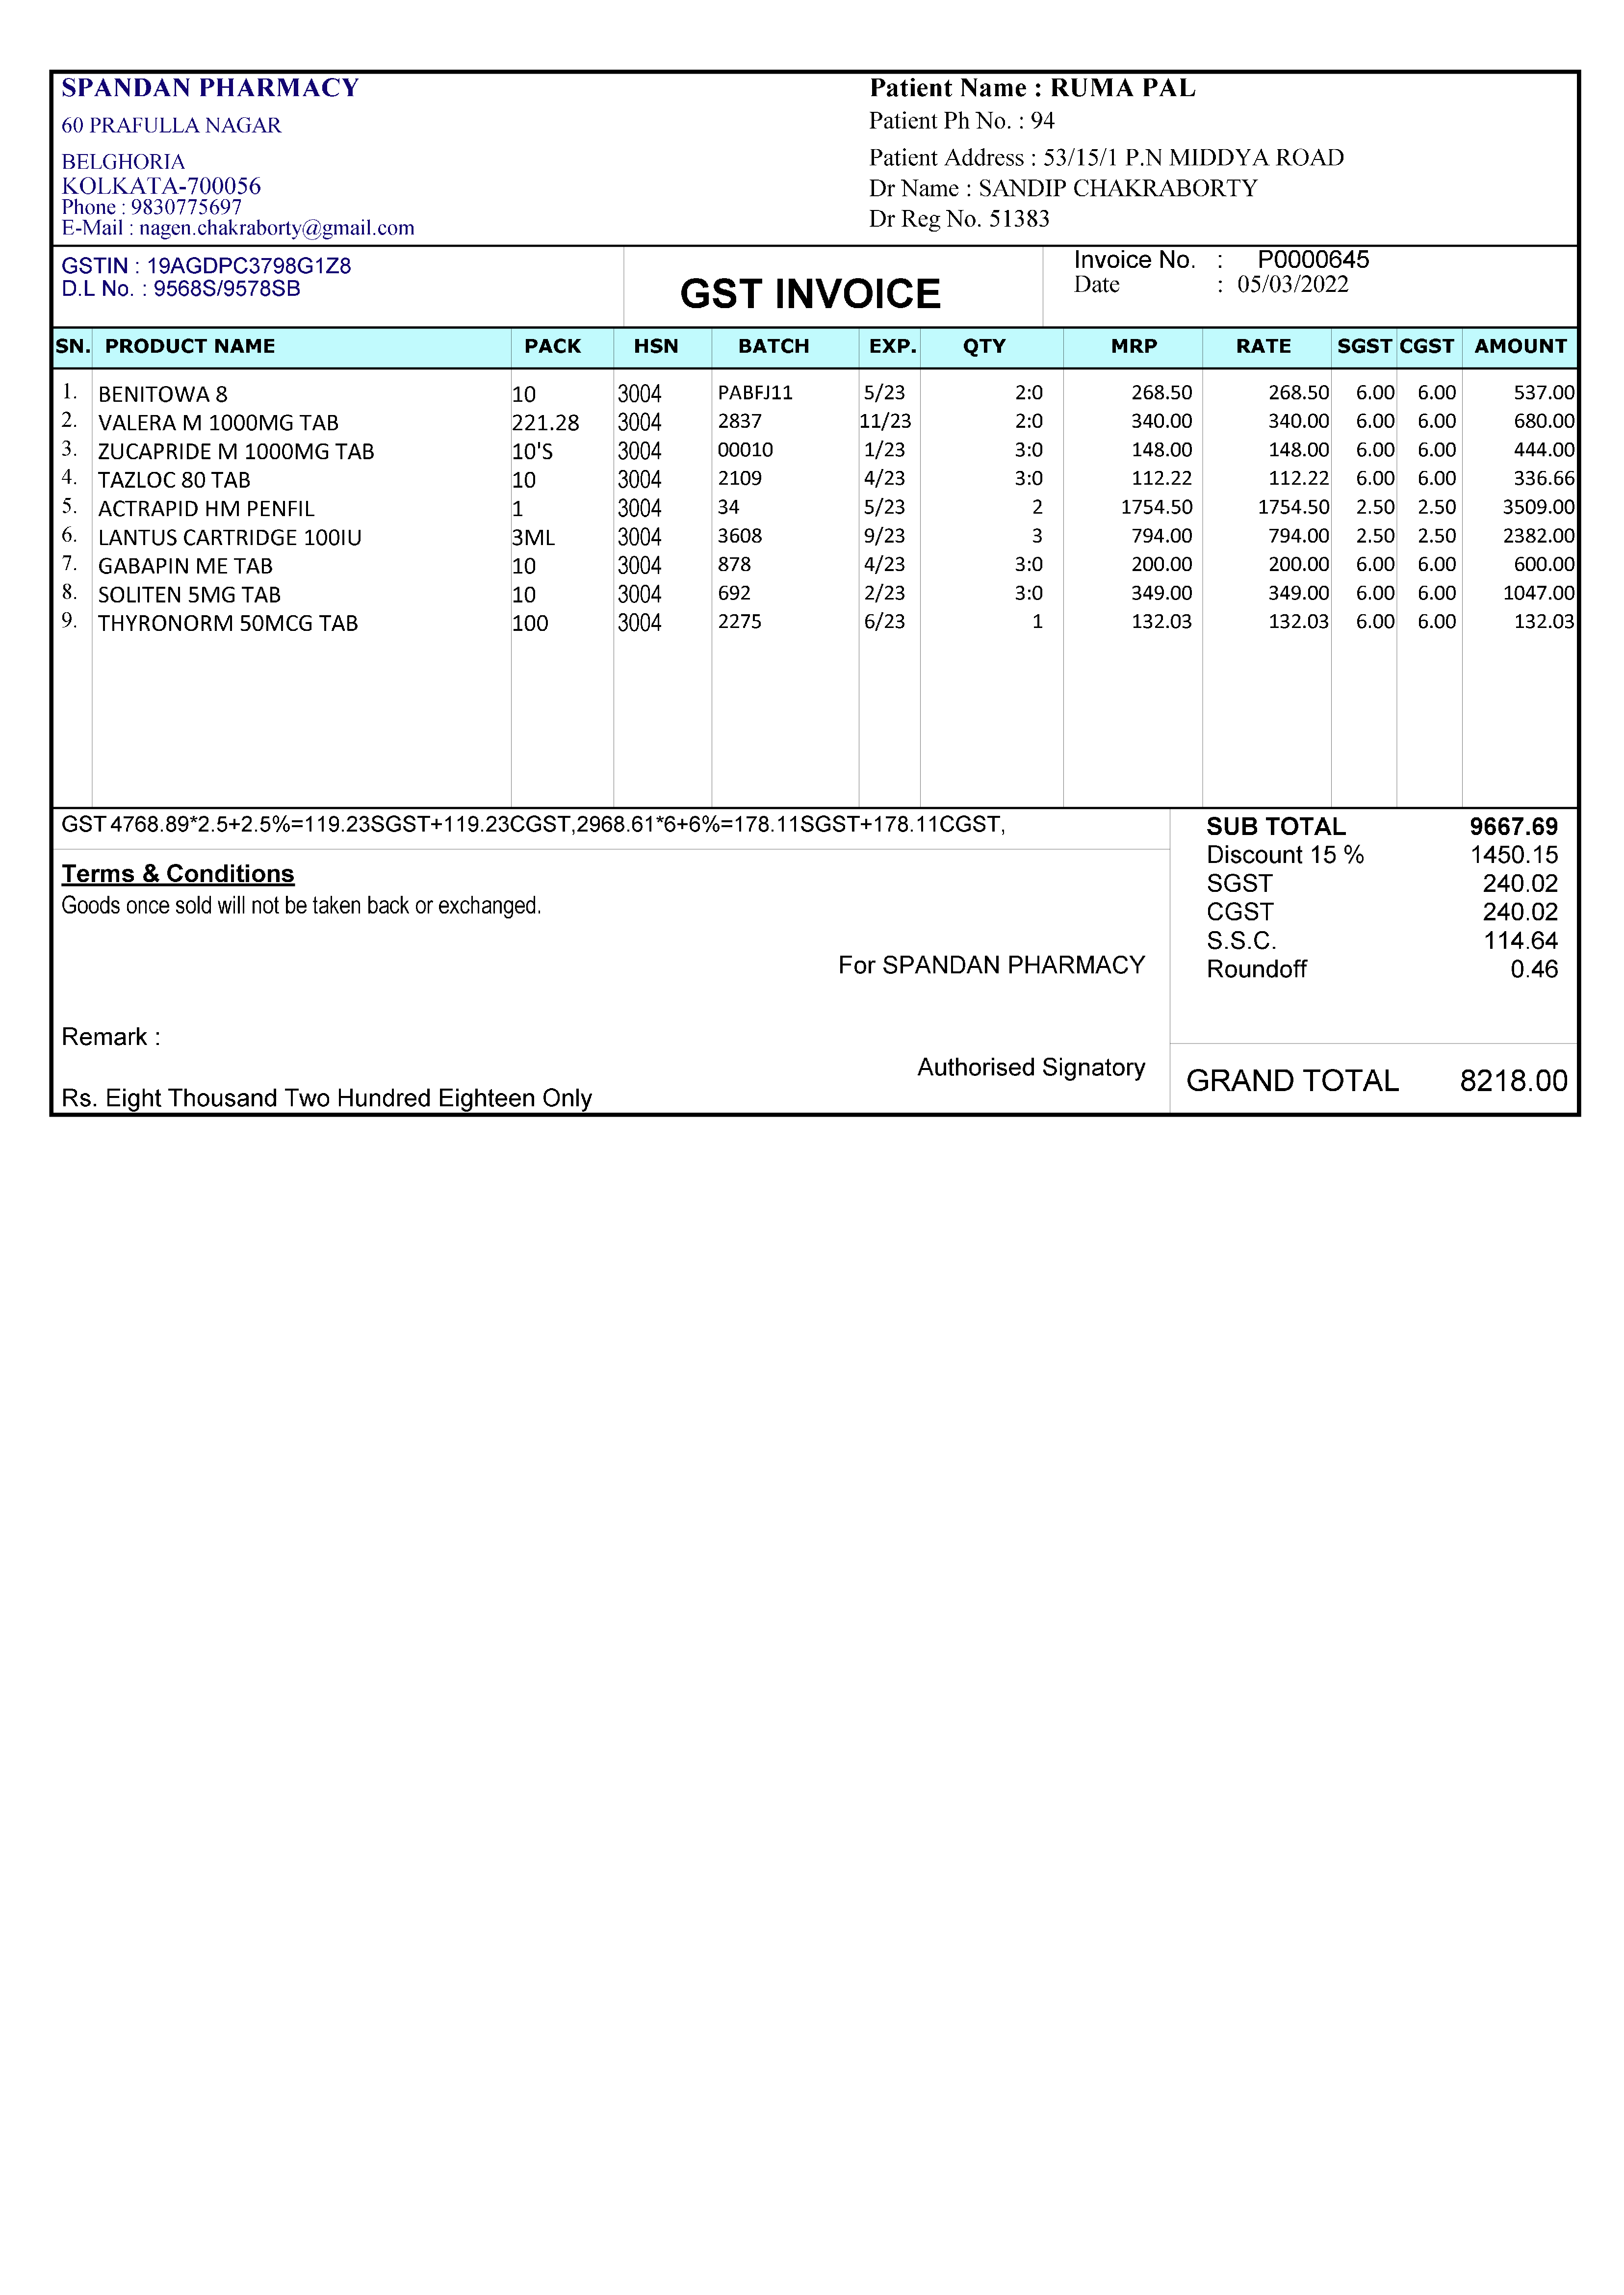 SPANDAN PHARMACY
60 PRAFULLA NAGAR
BELGHORIA
KOLKATA-700056
Phone : 9830775697
E-Mail : nagen.chakraborty@gmail.com
Patient Name : RUMA PAL
Patient Ph No. : 94
Patient Address : 53/15/1 P.N MIDDYA ROAD
Dr Name : SANDIP CHAKRABORTY
Dr Reg No. 51383
GSTIN : 19AGDPC3798G1Z8
D.L No. : 9568S/9578SB
GST INVOICE
Invoice No. : P0000645
Date : 05/03/2022
SN. PRODUCT NAME PACK HSN BATCH EXP. QTY MRP RATE SGST CGST AMOUNT
1. BENITOWA 8 10 3004 PABFJ11 5/23 2:0 268.50 268.50 6.00 6.00 537.00
2. VALERA M 1000MG TAB 221.28 3004 2837 11/23 2:0 340.00 340.00 6.00 6.00 680.00
3. ZUCAPRIDE M 1000MG TAB 10'S 3004 00010 1/23 3:0 148.00 148.00 6.00 6.00 444.00
4. TAZLOC 80 TAB 10 3004 2109 4/23 3:0 112.22 112.22 6.00 6.00 336.66
5. ACTRAPID HM PENFIL 1 3004 34 5/23 2 1754.50 1754.50 2.50 2.50 3509.00
6. LANTUS CARTRIDGE 100IU 3ML 3004 3608 9/23 3 794.00 794.00 2.50 2.50 2382.00
7. GABAPIN ME TAB 10 3004 878 4/23 3:0 200.00 200.00 6.00 6.00 600.00
8. SOLITEN 5MG TAB 10 3004 692 2/23 3:0 349.00 349.00 6.00 6.00 1047.00
9. THYRONORM 50MCG TAB 100 3004 2275 6/23 1 132.03 132.03 6.00 6.00 132.03
GST 4768.89*2.5+2.5%=119.23SGST+119.23CGST,2968.61*6+6%=178.11SGST+178.11CGST,
Terms & Conditions
Goods once sold will not be taken back or exchanged.
For SPANDAN PHARMACY
Remark :
Authorised Signatory
Rs. Eight Thousand Two Hundred Eighteen Only
SUB TOTAL 9667.69
Discount 15 % 1450.15
SGST 240.02
CGST 240.02
S.S.C. 114.64
Roundoff 0.46
GRAND TOTAL 8218.00